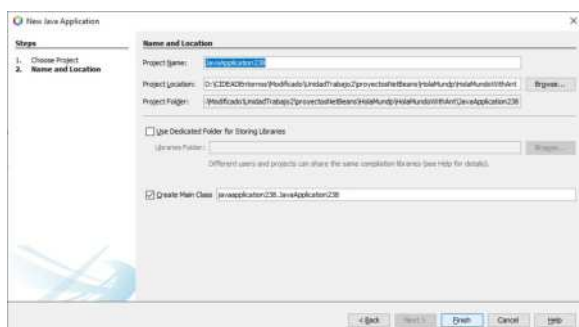 New Java Application
Steps
1. Choose Project
2. Name and Location
Name and Location
Project Name: JavaApplication238
Project Location: Browse...
Project Folder:
Use Dedicated Folder for Storing Libraries
Libraries Folder: Browse...
Different users and projects can share the same compilation libraries (see Help for details).
Create Main Class javaapplication238.JavaApplication238
< Back Next > Finish Cancel Help